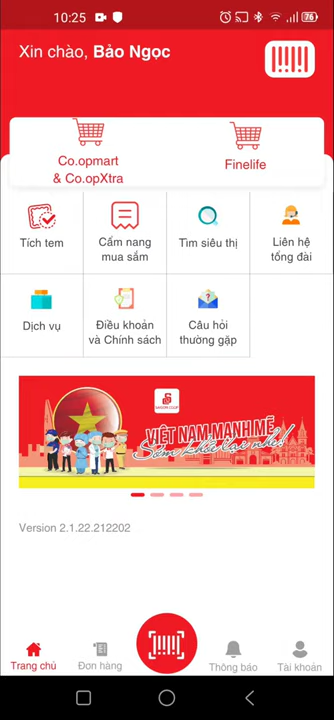 10:25
76
Xin chào, Bảo Ngọc
Co.opmart
& Co.opXtra
Finelife
Tích tem
Cẩm nang
mua sắm
Tìm siêu thị
Liên hệ
tổng đài
Dịch vụ
Điều khoản
và Chính sách
Câu hỏi
thường gặp
SAIGON CO.OP
VIỆT NAM MẠNH MẼ
Sớm khỏi lại nhé!
Version 2.1.22.212202
Trang chủ
Đơn hàng
Thông báo
Tài khoản